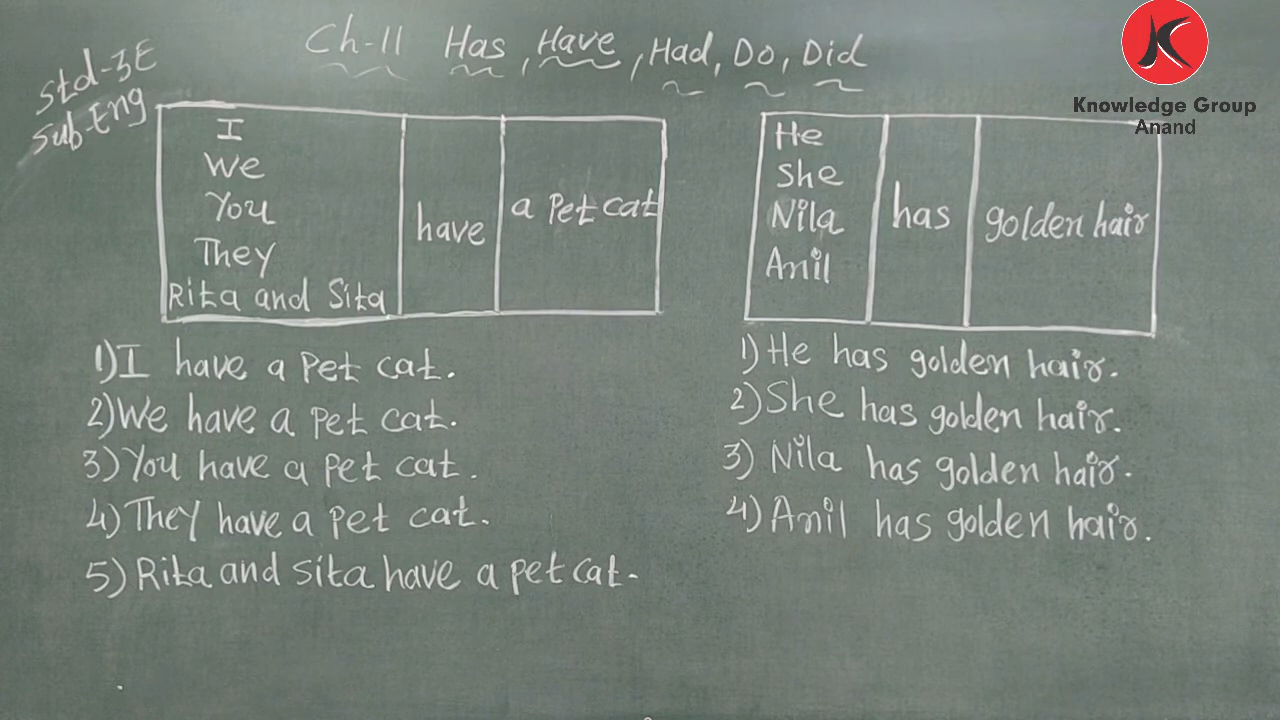 Ch-11 Has, Have, Had, Do, Did
Std-3E
Sub-Eng
Knowledge Group
Anand
I
We
You
They
Rita and Sita
have
a Pet cat
He
She
Nila
Anil
has
golden hair
1) I have a Pet cat.
2) We have a pet cat.
3) You have a pet cat.
4) They have a pet cat.
5) Rita and Sita have a pet cat.
1) He has golden hair.
2) She has golden hair.
3) Nila has golden hair.
4) Anil has golden hair.